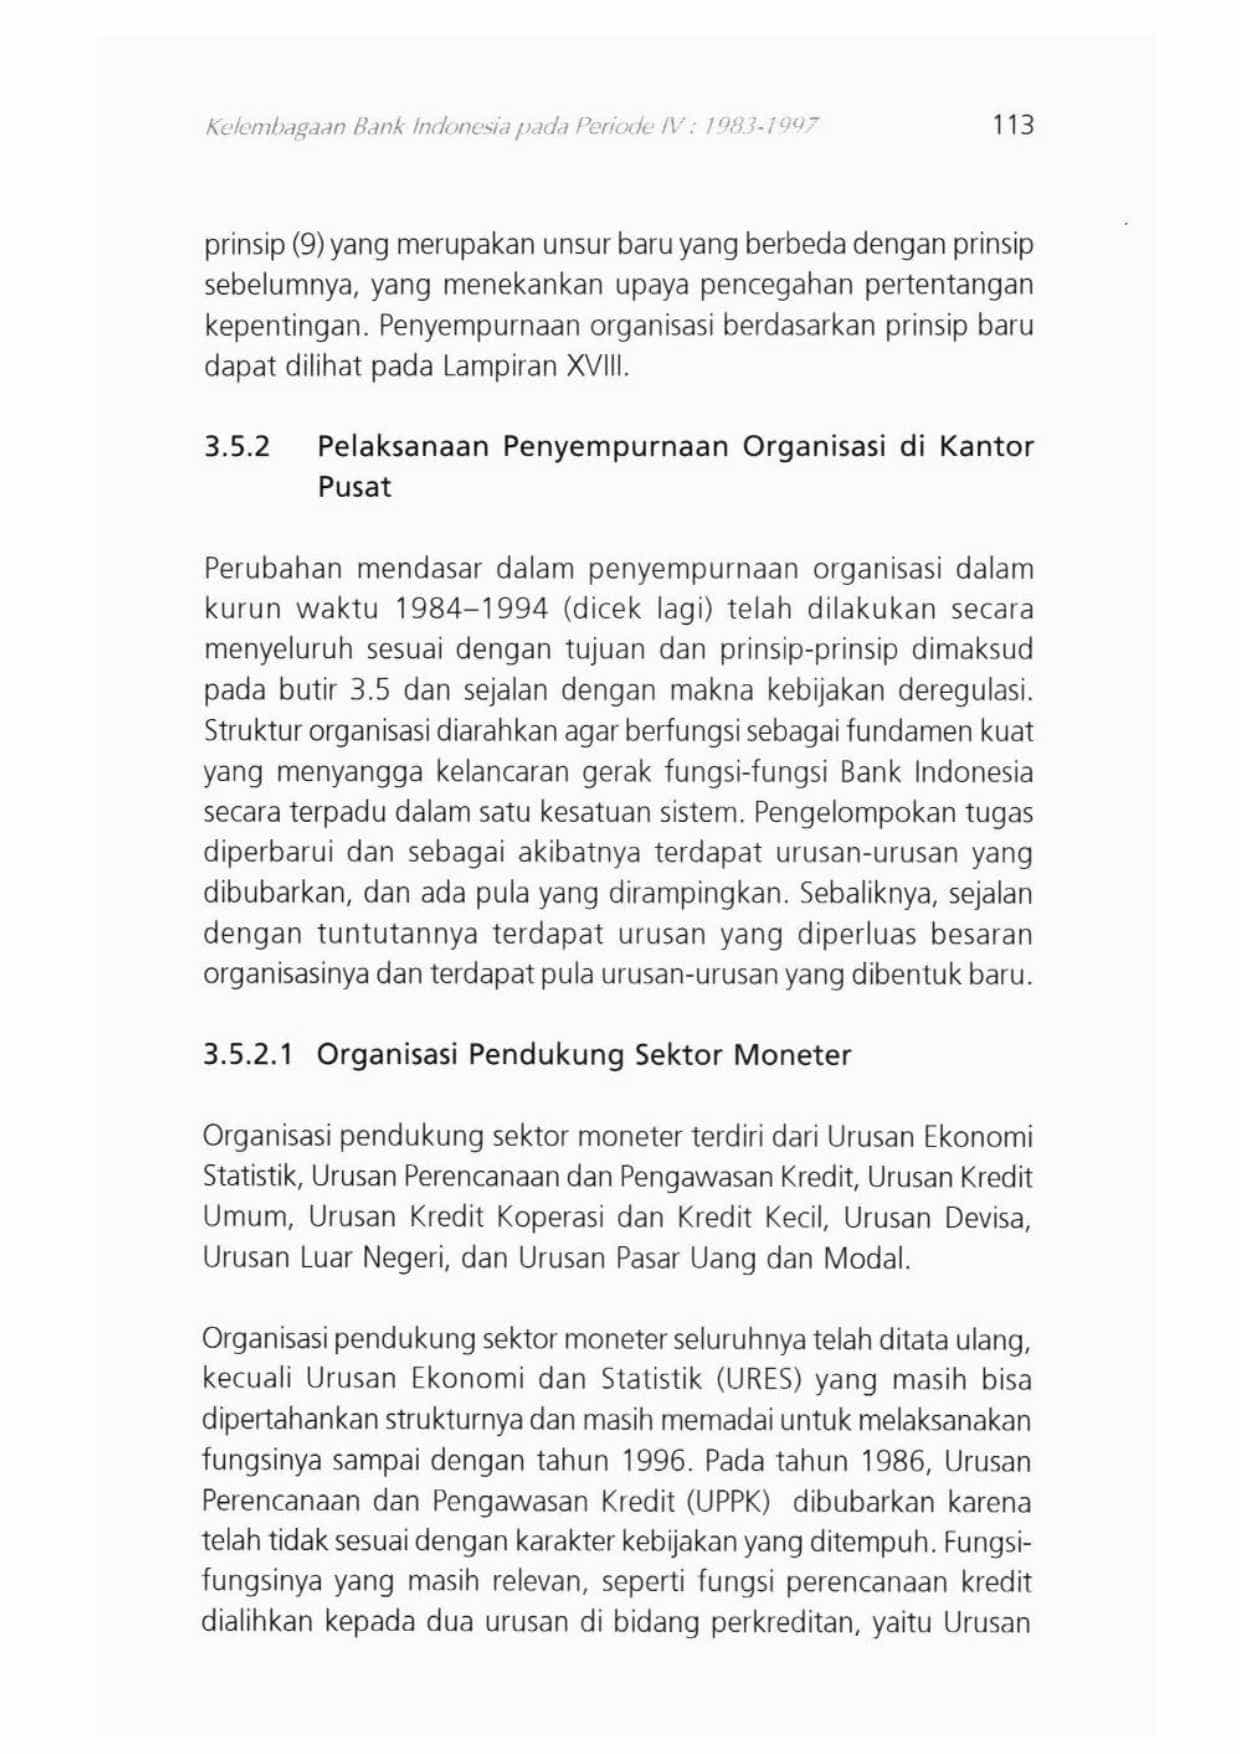 Kelembagaan Bank Indonesia pada Periode IV : 1983-1997 113
prinsip (9) yang merupakan unsur baru yang berbeda dengan prinsip
sebelumnya, yang menekankan upaya pencegahan pertentangan
kepentingan. Penyempurnaan organisasi berdasarkan prinsip baru
dapat dilihat pada Lampiran XVIII.
3.5.2 Pelaksanaan Penyempurnaan Organisasi di Kantor
Pusat
Perubahan mendasar dalam penyempurnaan organisasi dalam
kurun waktu 1984–1994 (dicek lagi) telah dilakukan secara
menyeluruh sesuai dengan tujuan dan prinsip-prinsip dimaksud
pada butir 3.5 dan sejalan dengan makna kebijakan deregulasi.
Struktur organisasi diarahkan agar berfungsi sebagai fundamen kuat
yang menyangga kelancaran gerak fungsi-fungsi Bank Indonesia
secara terpadu dalam satu kesatuan sistem. Pengelompokan tugas
diperbarui dan sebagai akibatnya terdapat urusan-urusan yang
dibubarkan, dan ada pula yang dirampingkan. Sebaliknya, sejalan
dengan tuntutannya terdapat urusan yang diperluas besaran
organisasinya dan terdapat pula urusan-urusan yang dibentuk baru.
3.5.2.1 Organisasi Pendukung Sektor Moneter
Organisasi pendukung sektor moneter terdiri dari Urusan Ekonomi
Statistik, Urusan Perencanaan dan Pengawasan Kredit, Urusan Kredit
Umum, Urusan Kredit Koperasi dan Kredit Kecil, Urusan Devisa,
Urusan Luar Negeri, dan Urusan Pasar Uang dan Modal.
Organisasi pendukung sektor moneter seluruhnya telah ditata ulang,
kecuali Urusan Ekonomi dan Statistik (URES) yang masih bisa
dipertahankan strukturnya dan masih memadai untuk melaksanakan
fungsinya sampai dengan tahun 1996. Pada tahun 1986, Urusan
Perencanaan dan Pengawasan Kredit (UPPK) dibubarkan karena
telah tidak sesuai dengan karakter kebijakan yang ditempuh. Fungsi-
fungsinya yang masih relevan, seperti fungsi perencanaan kredit
dialihkan kepada dua urusan di bidang perkreditan, yaitu Urusan